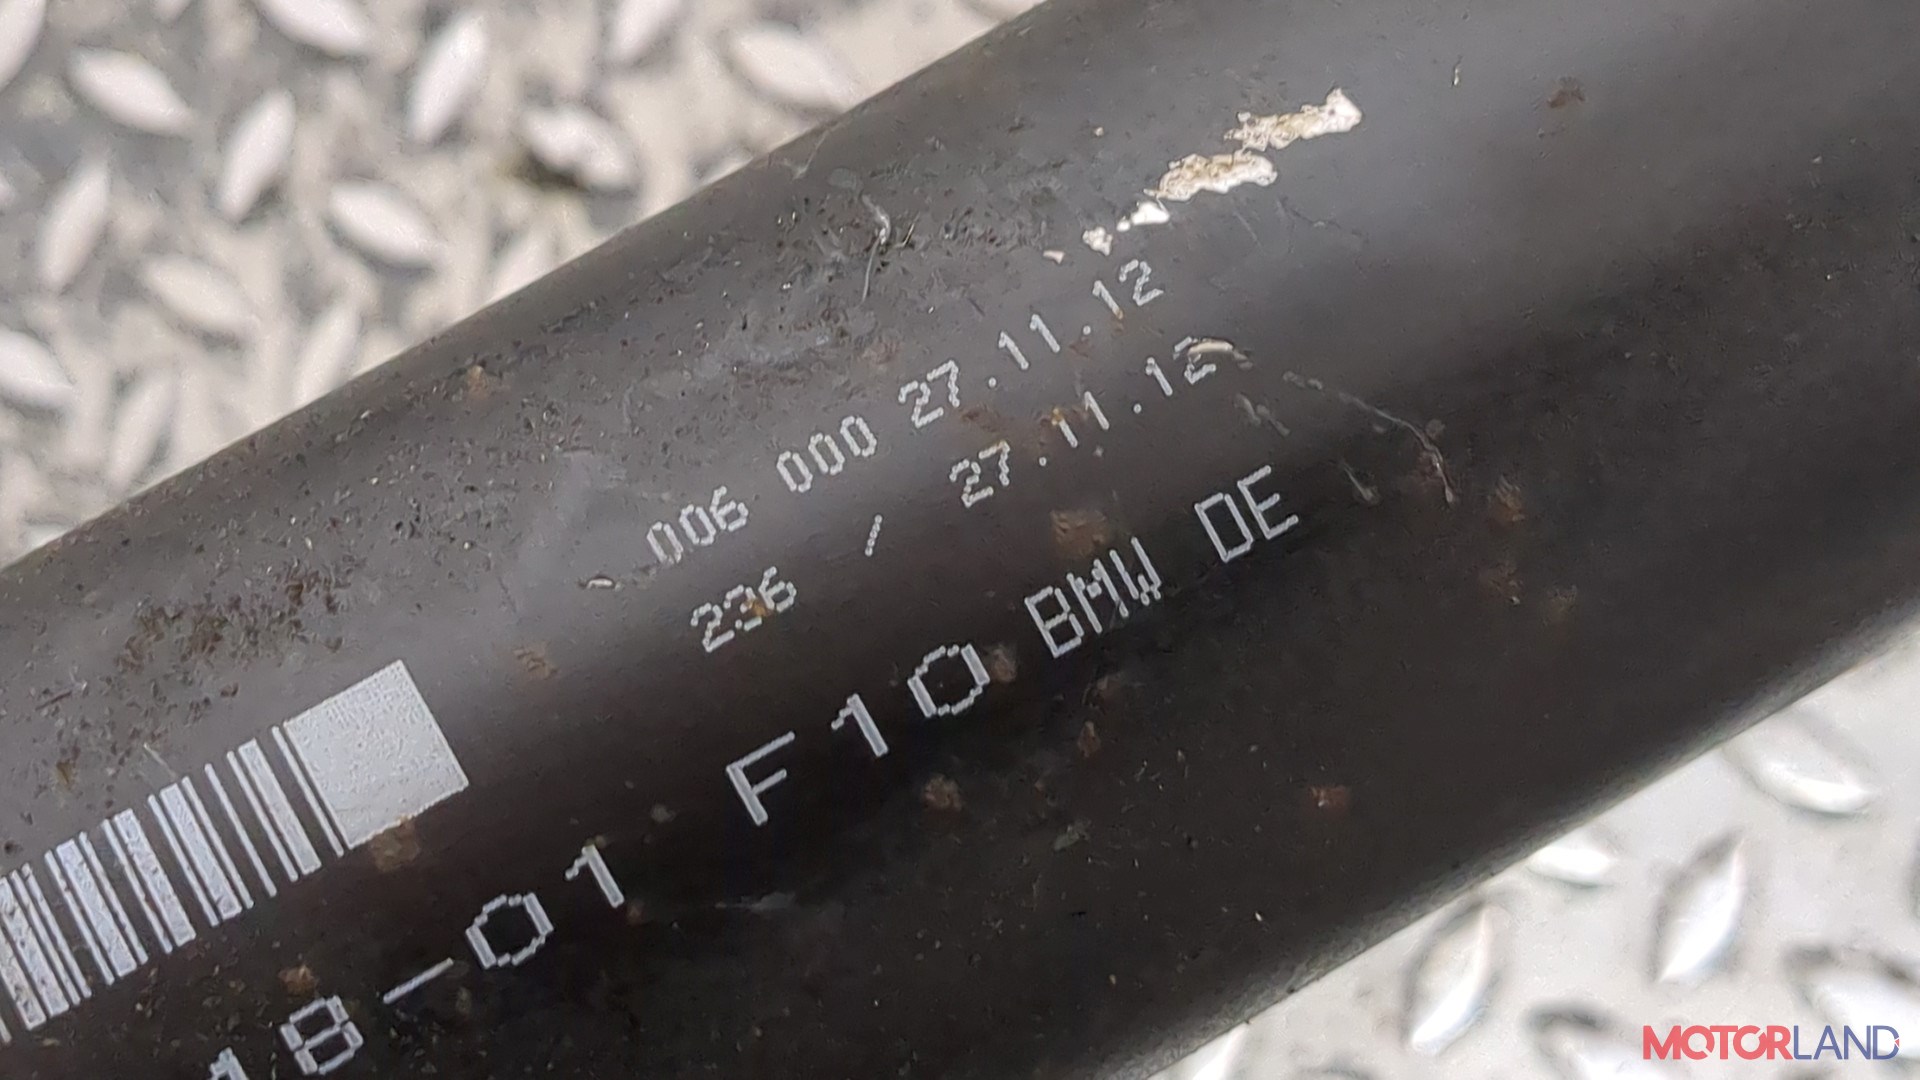 006 000 27.11.12
236 / 27.11.12
18-01 F10 BMW DE
MOTORLAND